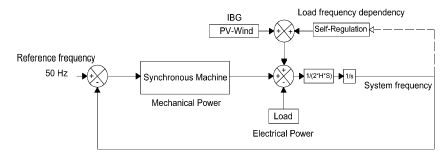 IBG
Load frequency dependency
PV-Wind
Self-Regulation
Reference frequency
50 Hz
Synchronous Machine
1/(2*H*S)
1/s
System frequency
Mechanical Power
Load
Electrical Power